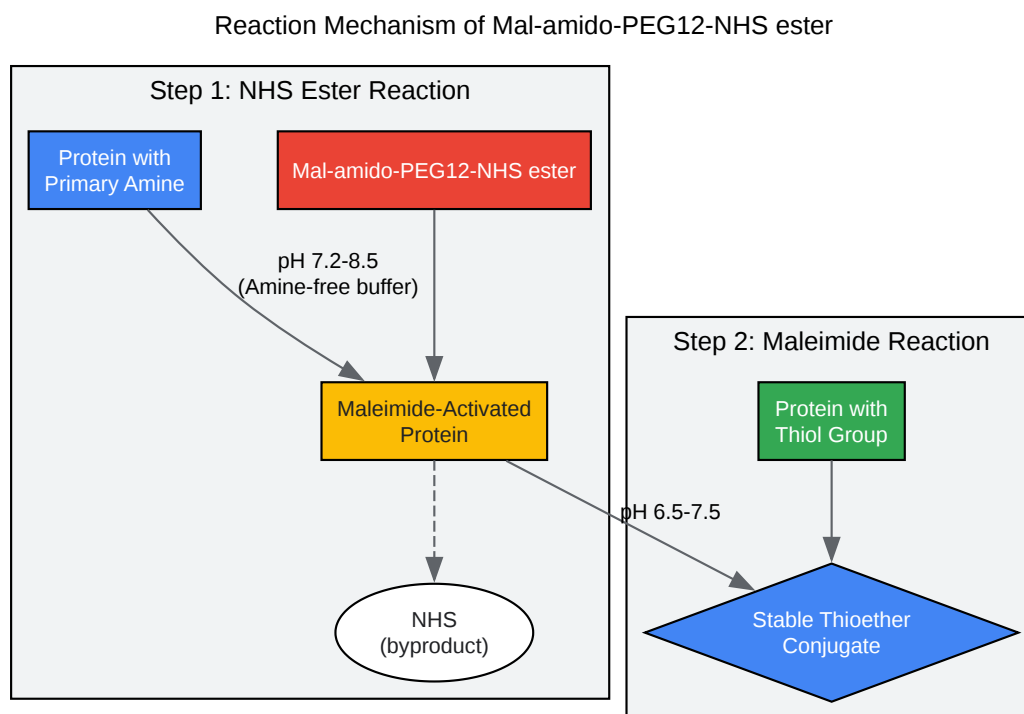 Reaction Mechanism of Mal-amido-PEG12-NHS ester
Step 1: NHS Ester Reaction
Protein with
Primary Amine
Mal-amido-PEG12-NHS ester
pH 7.2-8.5
(Amine-free buffer)
Maleimide-Activated
Protein
NHS
(byproduct)
Step 2: Maleimide Reaction
Protein with
Thiol Group
pH 6.5-7.5
Stable Thioether
Conjugate